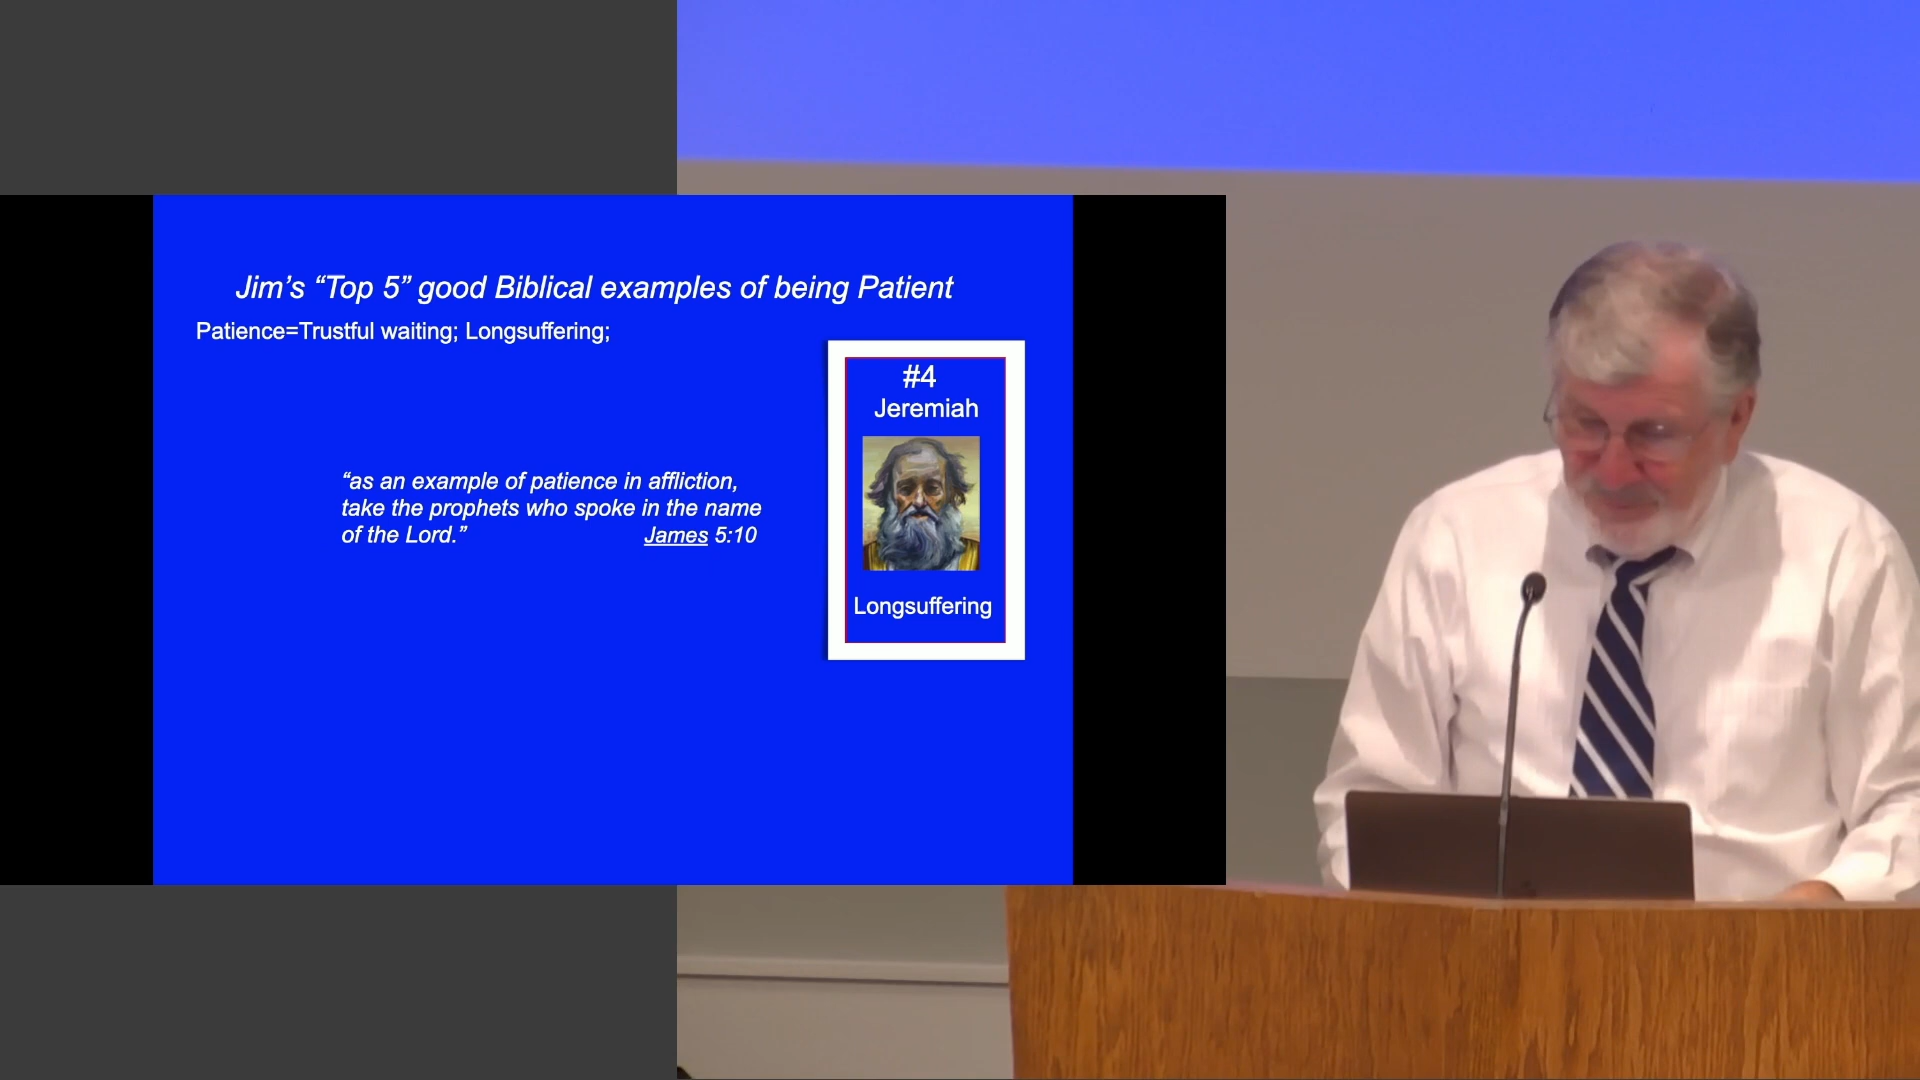 Jim's “Top 5” good Biblical examples of being Patient
Patience=Trustful waiting; Longsuffering;
#4
Jeremiah
“as an example of patience in affliction,
take the prophets who spoke in the name
of the Lord.” James 5:10
Longsuffering